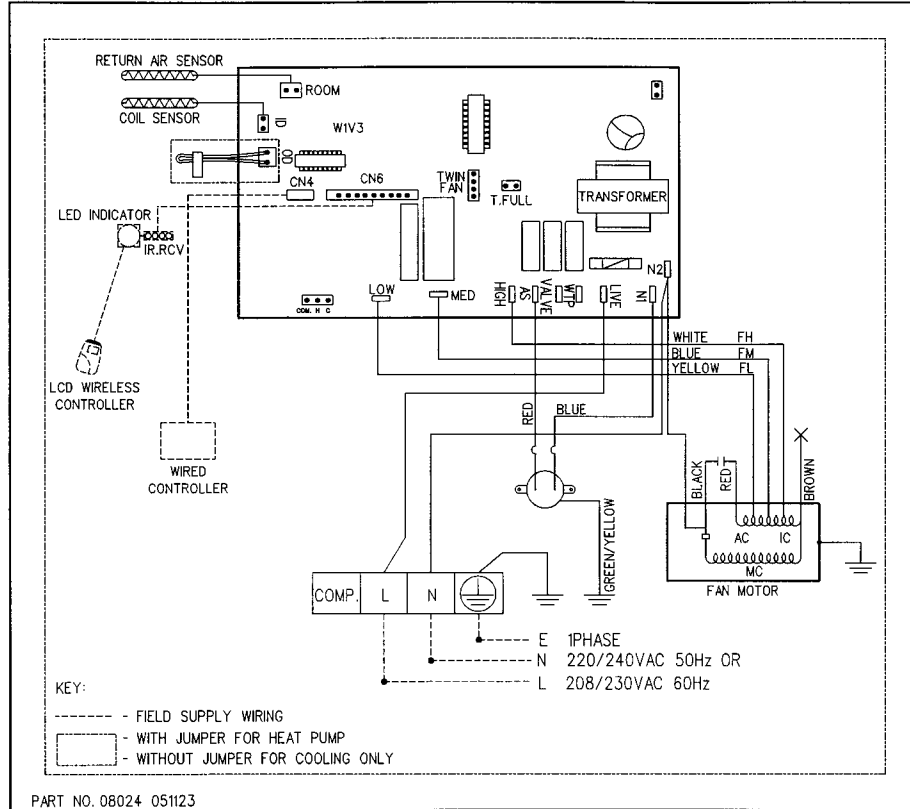 RETURN AIR SENSOR
COIL SENSOR
ROOM
ID
W1V3
OD
CN4
CN6
TWIN
FAN
T.FULL
TRANSFORMER
LED INDICATOR
IR.RCV
LOW
MED
HIGH
AS
VALVE
WTP
LIVE
N1
N2
COM. H C
WHITE FH
BLUE FM
YELLOW FL
LCD WIRELESS
CONTROLLER
WIRED
CONTROLLER
RED
BLUE
GREEN/YELLOW
BLACK
RED
BROWN
AC
IC
MC
FAN MOTOR
COMP. L N
E 1PHASE
N 220/240VAC 50Hz OR
L 208/230VAC 60Hz
KEY:
- FIELD SUPPLY WIRING
- WITH JUMPER FOR HEAT PUMP
- WITHOUT JUMPER FOR COOLING ONLY
PART NO. 08024 051123